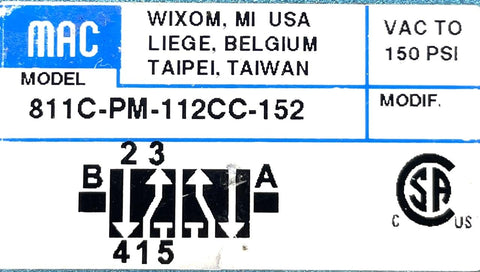 MAC
WIXOM, MI USA
LIEGE, BELGIUM
TAIPEI, TAIWAN
VAC TO
150 PSI
MODEL
811C-PM-112CC-152
MODIF.
2 3
B A
4 1 5
C SA US